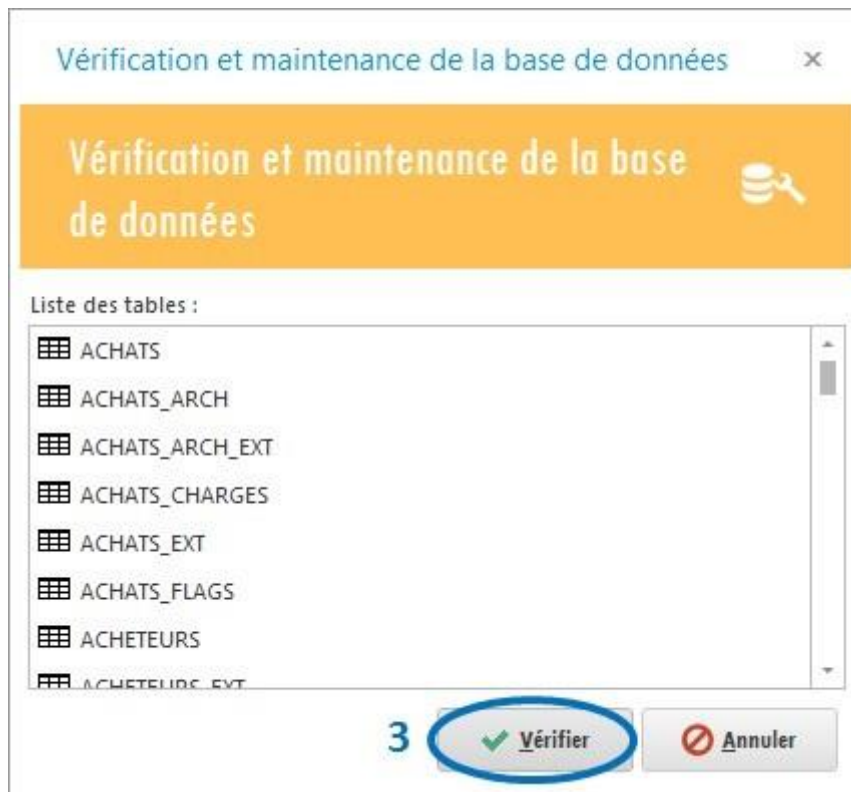 Vérification et maintenance de la base de données
Vérification et maintenance de la base
de données
Liste des tables :
ACHATS
ACHATS_ARCH
ACHATS_ARCH_EXT
ACHATS_CHARGES
ACHATS_EXT
ACHATS_FLAGS
ACHETEURS
ACHETEURS_EXT
3 Vérifier Annuler